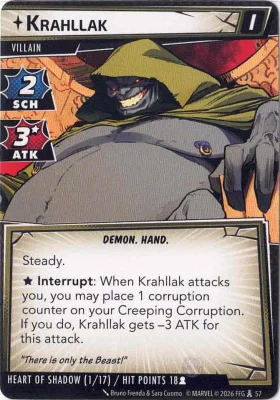 ✦KRAHLLAK
I
VILLAIN
2
SCH
3★
ATK
DEMON. HAND.
Steady.
★ Interrupt: When Krahllak attacks
you, you may place 1 corruption
counter on your Creeping Corruption.
If you do, Krahllak gets –3 ATK for
this attack.
"There is only the Beast!"
HEART OF SHADOW (1/17) / HIT POINTS 18
Bruno Frenda & Sara Cuomo © MARVEL © 2026 FFG 57